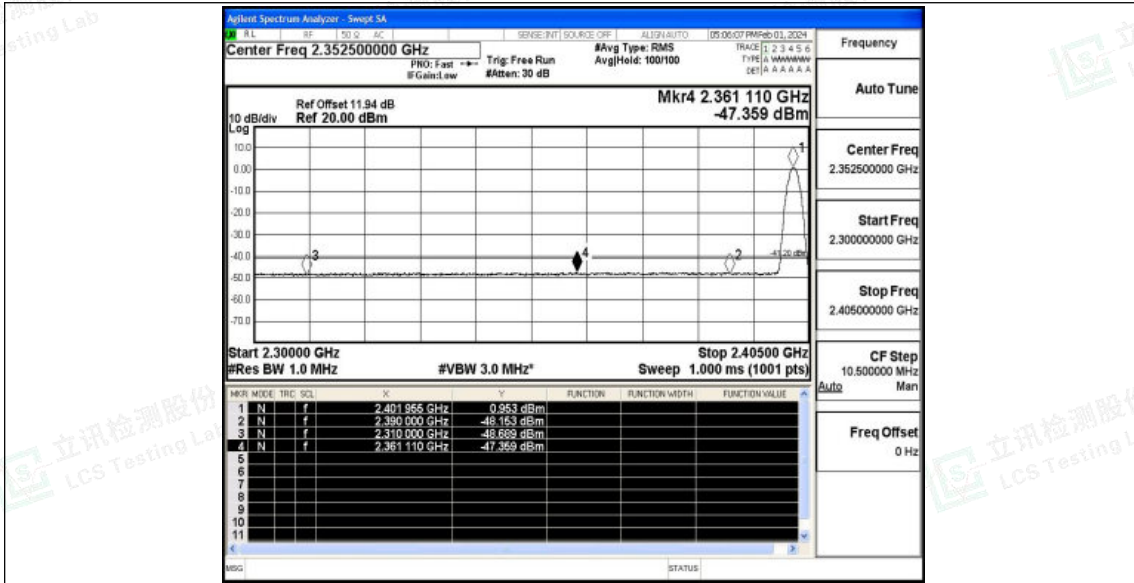 Agilent Spectrum Analyzer - Swept SA
RL RF 50 Ω AC SENSE:INT SOURCE OFF ALIGN AUTO 05:06:07 PM Feb 01, 2024
Center Freq 2.352500000 GHz #Avg Type: RMS TRACE 1 2 3 4 5 6
PNO: Fast Trig: Free Run Avg|Hold: 100/100 TYPE A WWWWW
IFGain:Low #Atten: 30 dB DET A A A A A A
Frequency
Auto Tune
Center Freq
2.352500000 GHz
Start Freq
2.300000000 GHz
Stop Freq
2.405000000 GHz
CF Step
10.500000 MHz
Auto Man
Freq Offset
0 Hz
Mkr4 2.361 110 GHz
-47.359 dBm
Ref Offset 11.94 dB
10 dB/div Ref 20.00 dBm
Log
10.0
0.00
-10.0
-20.0
-30.0
-40.0
-50.0
-60.0
-70.0
1
2
3
4
-41.20 dBm
Start 2.30000 GHz Stop 2.40500 GHz
#Res BW 1.0 MHz #VBW 3.0 MHz* Sweep 1.000 ms (1001 pts)
MKR MODE TRC SCL X Y FUNCTION FUNCTION WIDTH FUNCTION VALUE
1 N f 2.401 955 GHz 0.953 dBm
2 N f 2.390 000 GHz -48.153 dBm
3 N f 2.310 000 GHz -48.689 dBm
4 N f 2.361 110 GHz -47.359 dBm
5
6
7
8
9
10
11
MSG STATUS
立讯检测股份
LCS Testing Lab
立讯检测股份